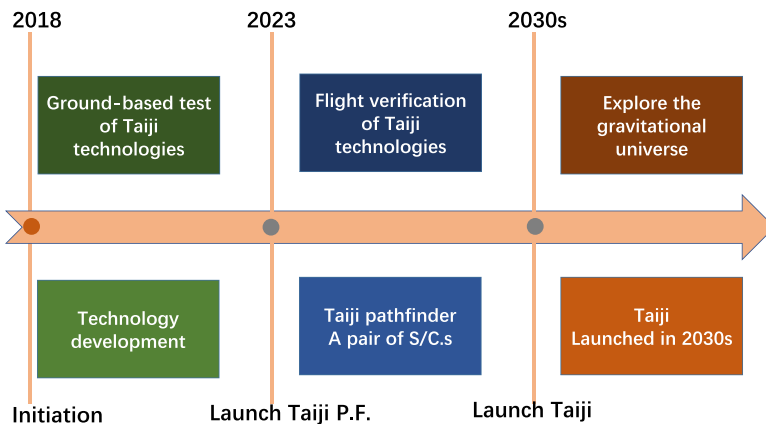 2018
2023
2030s
Ground-based test
of Taiji
technologies
Flight verification
of Taiji
technologies
Explore the
gravitational
universe
Technology
development
Taiji pathfinder
A pair of S/C.s
Taiji
Launched in 2030s
Initiation
Launch Taiji P.F.
Launch Taiji